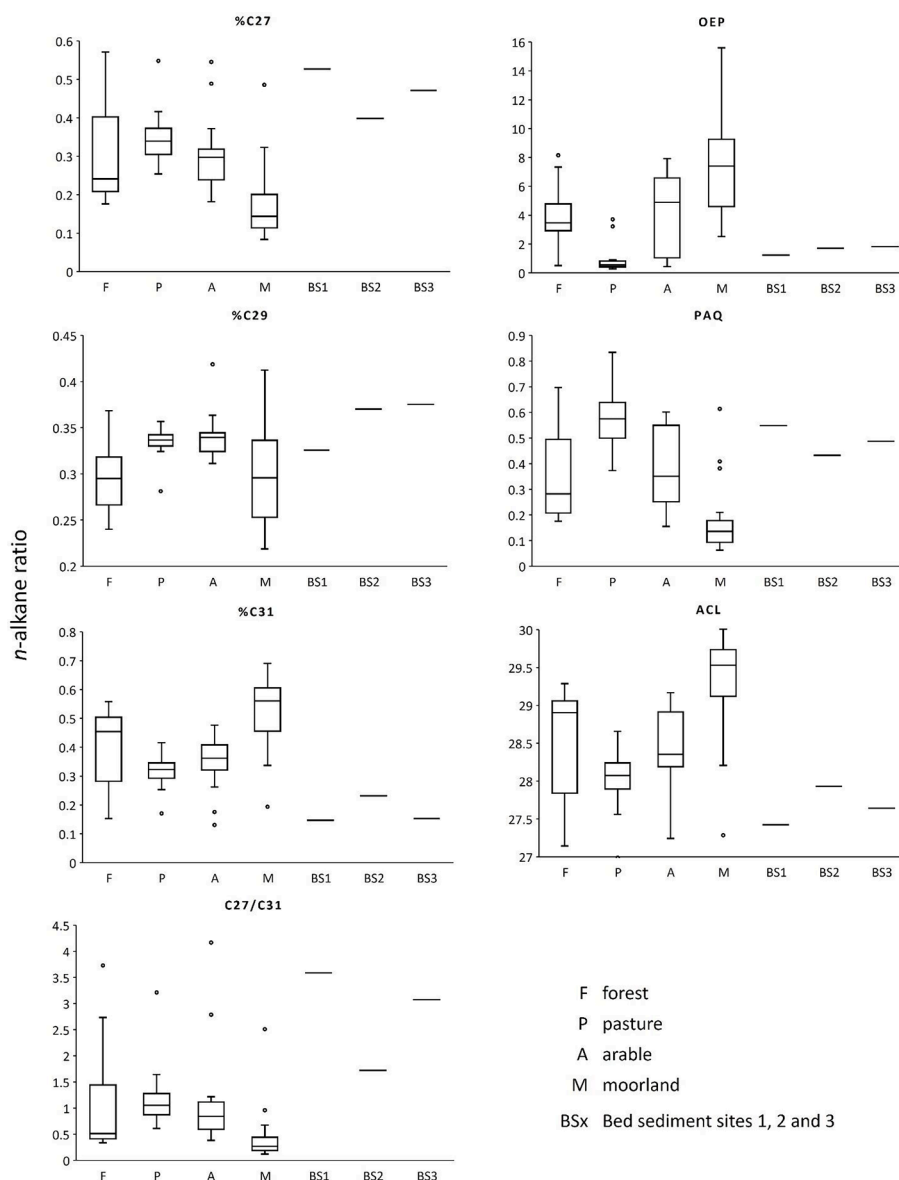 %C27
0.6
0.5
0.4
0.3
0.2
0.1
0
F P A M BS1 BS2 BS3
OEP
16
14
12
10
8
6
4
2
0
F P A M BS1 BS2 BS3
%C29
0.45
0.4
0.35
0.3
0.25
0.2
F P A M BS1 BS2 BS3
PAQ
0.9
0.8
0.7
0.6
0.5
0.4
0.3
0.2
0.1
0
F P A M BS1 BS2 BS3
n-alkane ratio
%C31
0.8
0.7
0.6
0.5
0.4
0.3
0.2
0.1
0
F P A M BS1 BS2 BS3
ACL
30
29.5
29
28.5
28
27.5
27
F P A M BS1 BS2 BS3
C27/C31
4.5
4
3.5
3
2.5
2
1.5
1
0.5
0
F P A M BS1 BS2 BS3
F forest
P pasture
A arable
M moorland
BSx Bed sediment sites 1, 2 and 3